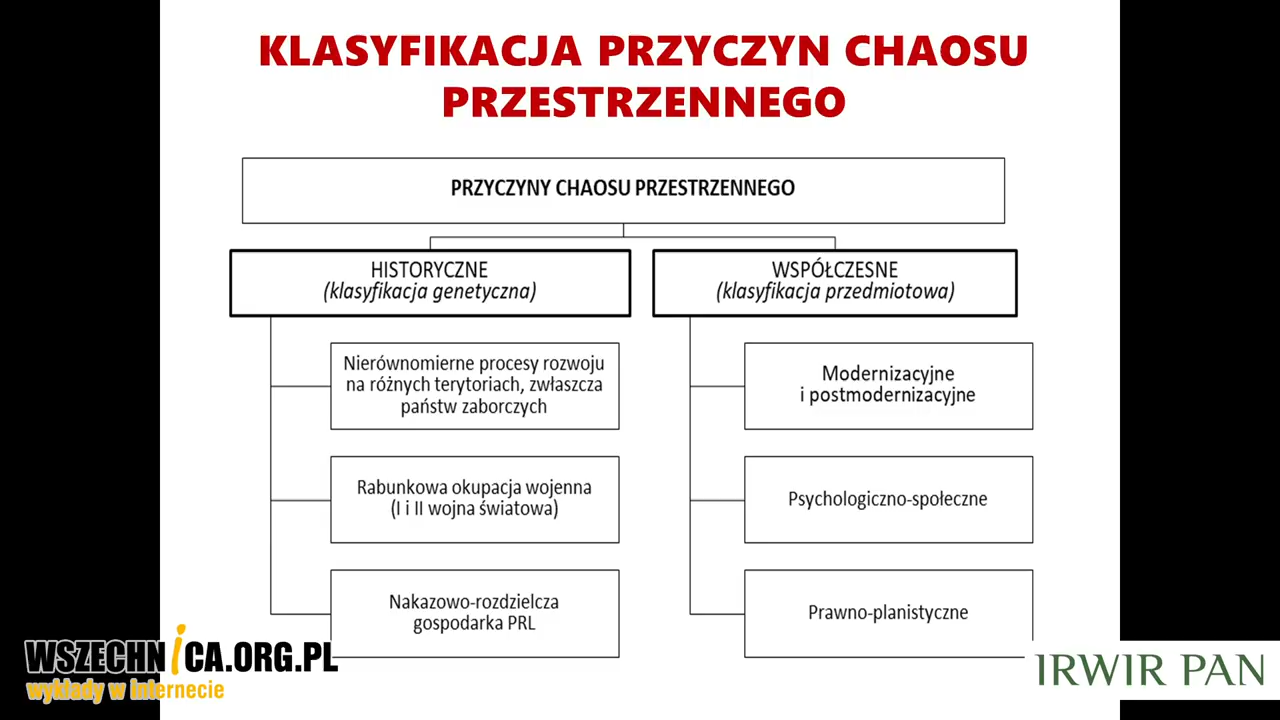 KLASYFIKACJA PRZYCZYN CHAOSU
PRZESTRZENNEGO
PRZYCZYNY CHAOSU PRZESTRZENNEGO
HISTORYCZNE
(klasyfikacja genetyczna)
Nierównomierne procesy rozwoju
na różnych terytoriach, zwłaszcza
państw zaborczych
Rabunkowa okupacja wojenna
(I i II wojna światowa)
Nakazowo-rozdzielcza
gospodarka PRL
WSPÓŁCZESNE
(klasyfikacja przedmiotowa)
Modernizacyjne
i postmodernizacyjne
Psychologiczno-społeczne
Prawno-planistyczne
WSZECHNiCA.ORG.PL
wykłady w internecie
IRWIR PAN